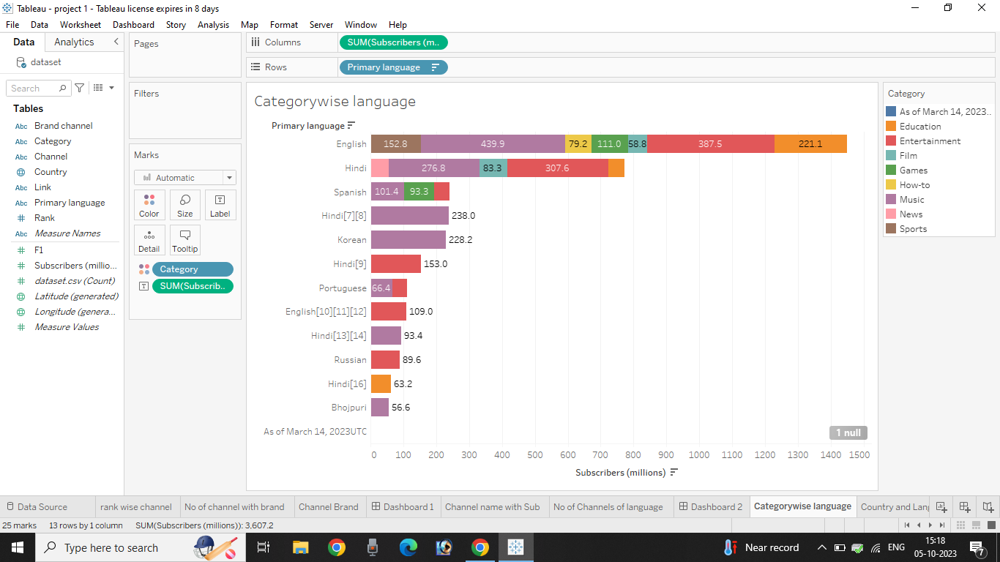 Tableau - project 1 - Tableau license expires in 8 days
File Data Worksheet Dashboard Story Analysis Map Format Server Window Help
Data Analytics
dataset
Search
Tables
Abc Brand channel
Abc Category
Abc Channel
Country
Abc Link
Abc Primary language
# Rank
Abc Measure Names
# F1
# Subscribers (millio...
# dataset.csv (Count)
Latitude (generated)
Longitude (genera...
# Measure Values
Pages
Filters
Marks
Automatic
Color Size Label
Detail Tooltip
Category
SUM(Subscrib..
Columns SUM(Subscribers (m..
Rows Primary language
Categorywise language
Primary language
English 152.8 439.9 79.2 111.0 58.8 387.5 221.1
Hindi 276.8 83.3 307.6
Spanish 101.4 93.3
Hindi[7][8] 238.0
Korean 228.2
Hindi[9] 153.0
Portuguese 66.4
English[10][11][12] 109.0
Hindi[13][14] 93.4
Russian 89.6
Hindi[16] 63.2
Bhojpuri 56.6
As of March 14, 2023UTC 1 null
0 100 200 300 400 500 600 700 800 900 1000 1100 1200 1300 1400 1500
Subscribers (millions)
Category
As of March 14, 2023..
Education
Entertainment
Film
Games
How-to
Music
News
Sports
Data Source rank wise channel No of channel with brand Channel Brand Dashboard 1 Channel name with Sub No of Channels of language Dashboard 2 Categorywise language Country and Lang
25 marks 13 rows by 1 column SUM(Subscribers (millions)): 3,607.2
Type here to search Near record ENG 15:18
05-10-2023 7